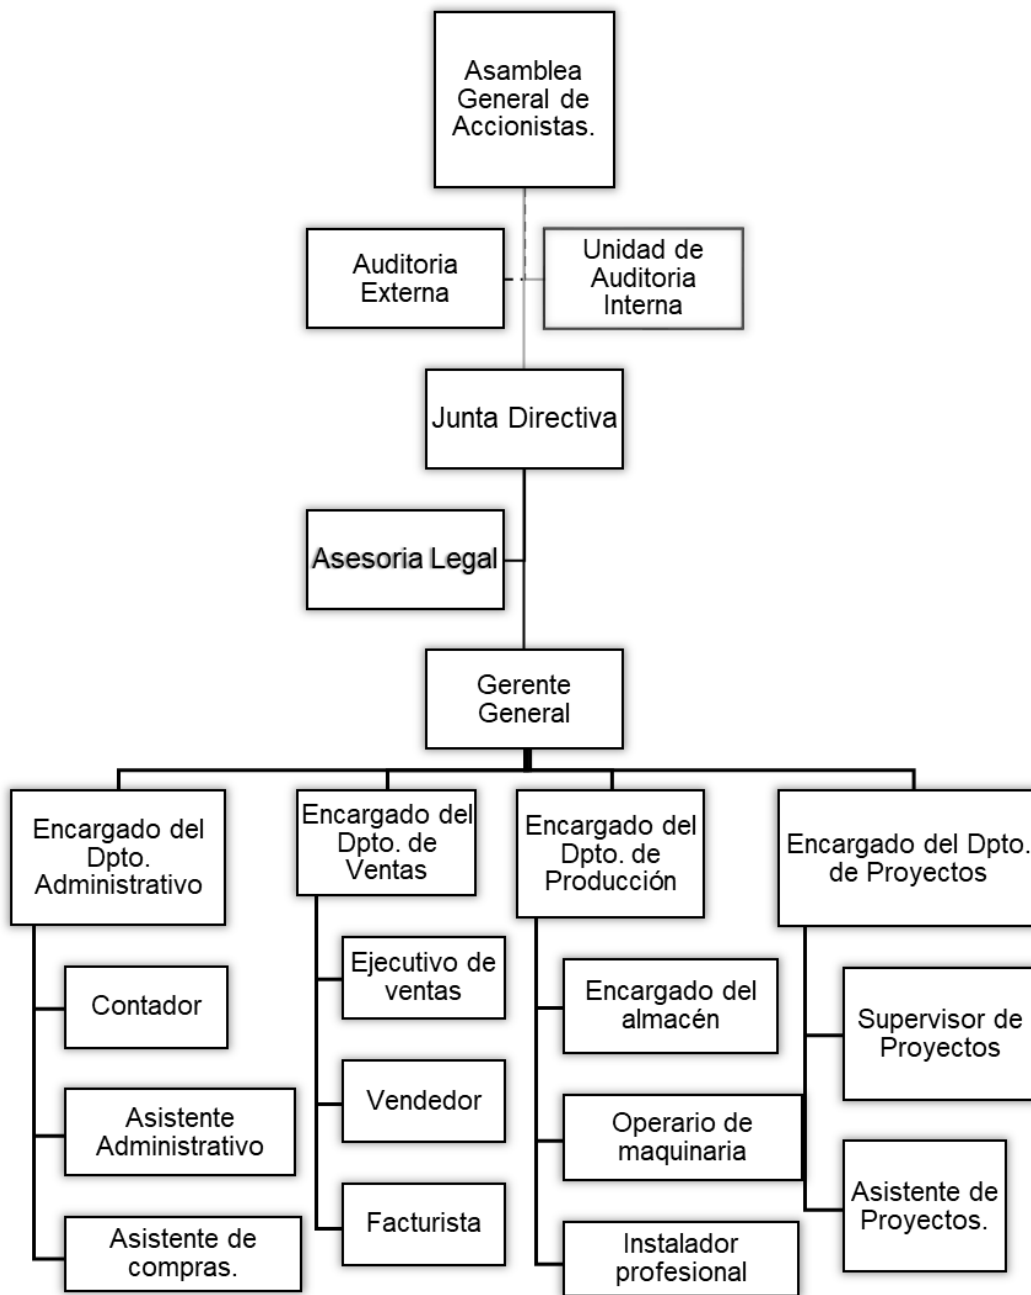 Asamblea
General de
Accionistas.
Auditoria
Externa
Unidad de
Auditoria
Interna
Junta Directiva
Asesoria Legal
Gerente
General
Encargado del
Dpto.
Administrativo
Contador
Asistente
Administrativo
Asistente de
compras.
Encargado del
Dpto. de
Ventas
Ejecutivo de
ventas
Vendedor
Facturista
Encargado del
Dpto. de
Producción
Encargado del
almacén
Operario de
maquinaria
Instalador
profesional
Encargado del Dpto.
de Proyectos
Supervisor de
Proyectos
Asistente de
Proyectos.